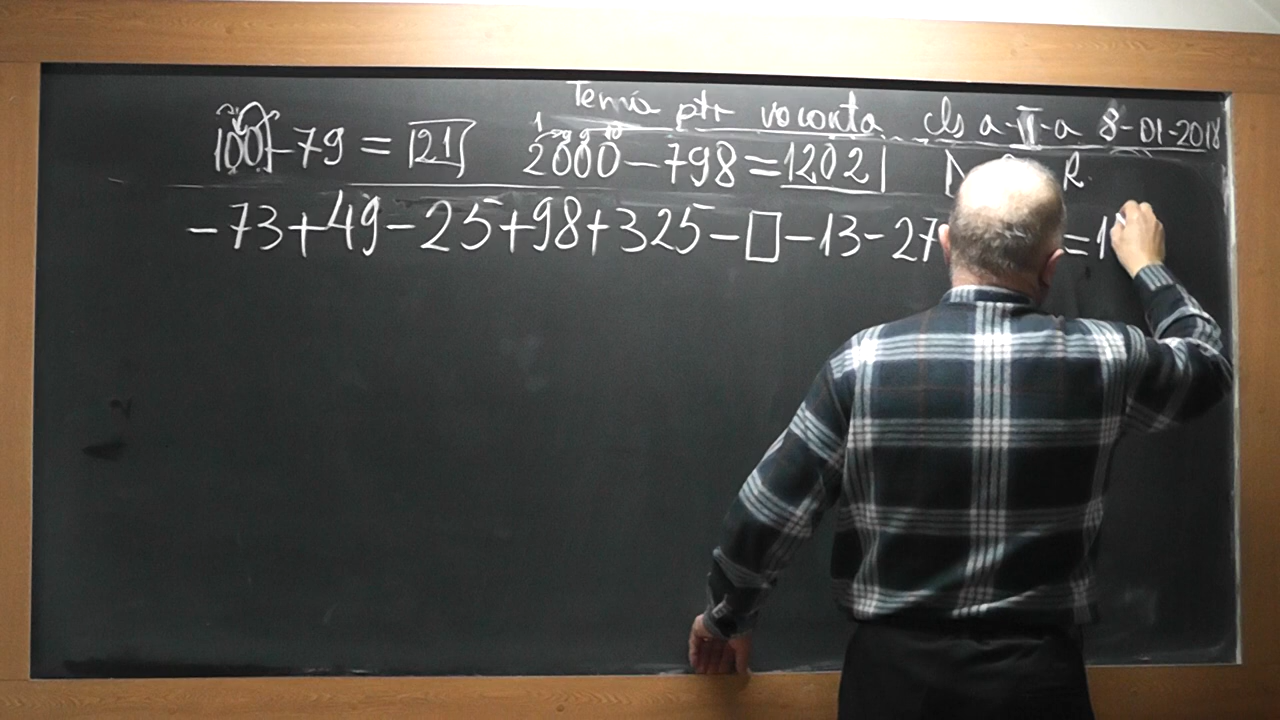 Temă ptr vacanta cls a-II-a 8-01-2018
100-79=|21| 2000-798=1202| R.
-73+49-25+98+325-□-13-27 =1